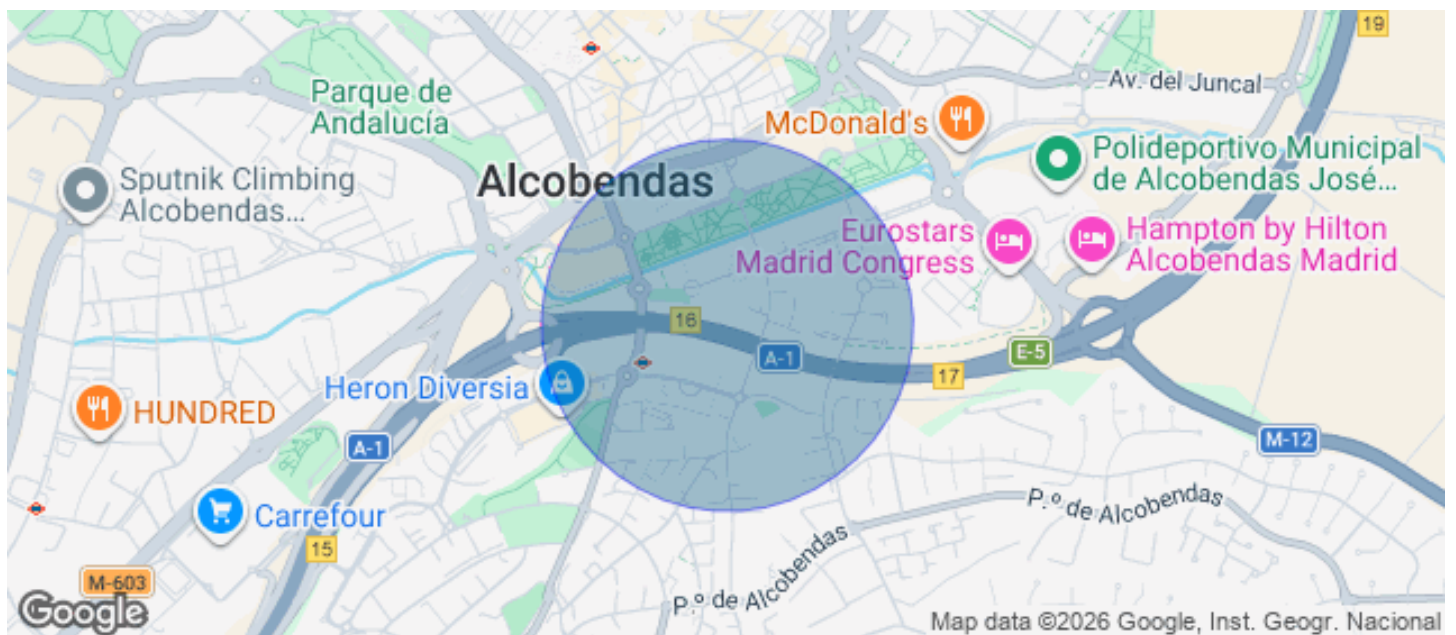 19
Av. del Juncal
Parque de
Andalucía
McDonald's
Polideportivo Municipal
de Alcobendas José...
Sputnik Climbing
Alcobendas...
Alcobendas
Eurostars
Madrid Congress
Hampton by Hilton
Alcobendas Madrid
16
A-1
E-5
17
Heron Diversia
HUNDRED
A-1
M-12
P.º de Alcobendas
Carrefour
15
P.º de Alcobendas
M-603
Google
Map data ©2026 Google, Inst. Geogr. Nacional